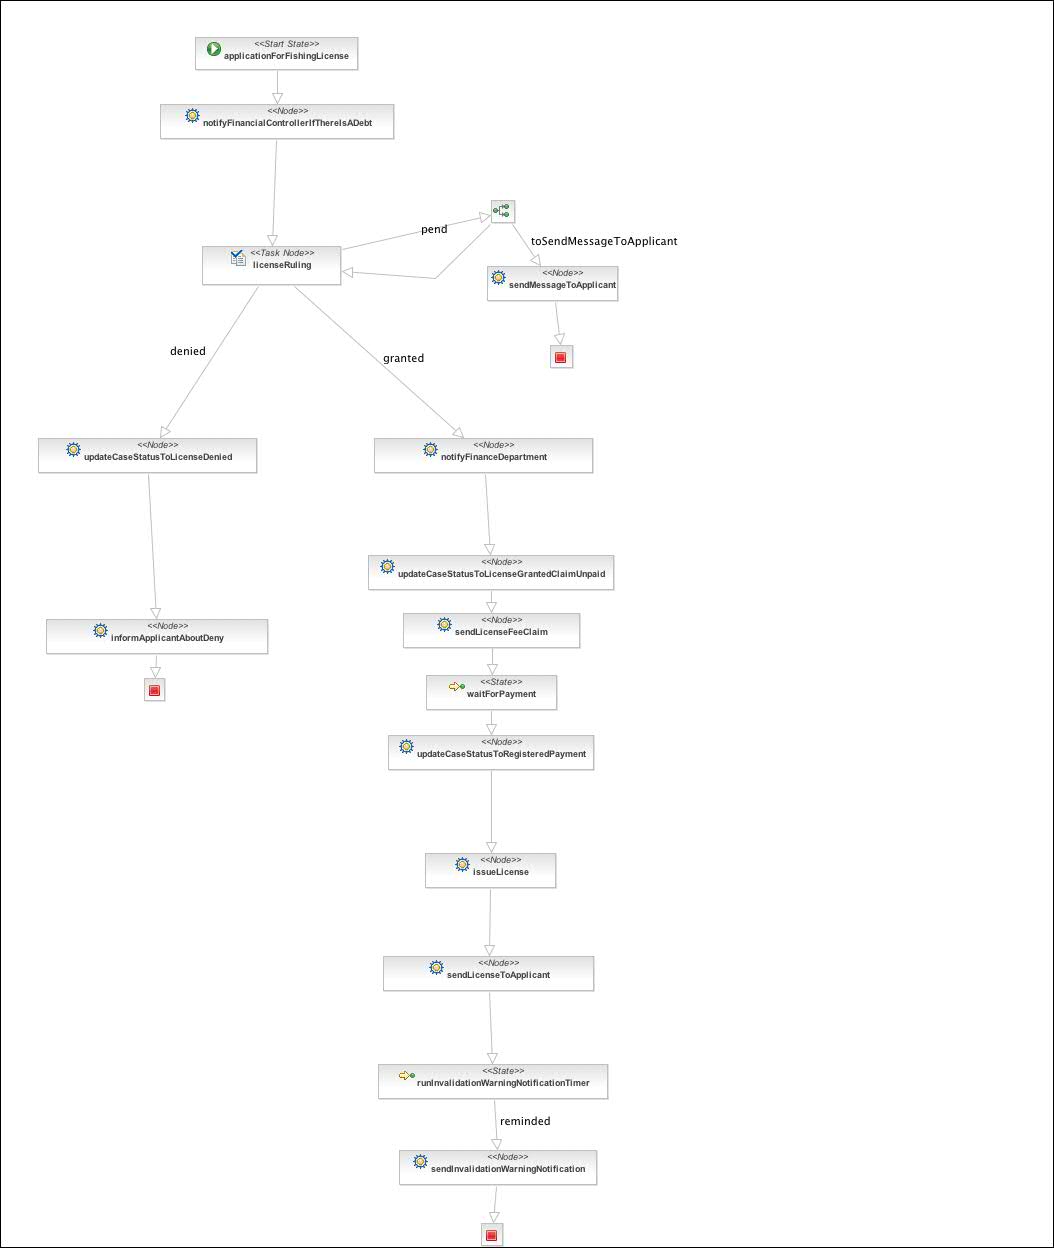 <<Start State>>
applicationForFishingLicense
<<Node>>
notifyFinancialControllerIfThereIsADebt
pend
toSendMessageToApplicant
<<Task Node>>
licenseRuling
<<Node>>
sendMessageToApplicant
denied
granted
<<Node>>
updateCaseStatusToLicenseDenied
<<Node>>
notifyFinanceDepartment
<<Node>>
updateCaseStatusToLicenseGrantedClaimUnpaid
<<Node>>
sendLicenseFeeClaim
<<Node>>
informApplicantAboutDeny
<<State>>
waitForPayment
<<Node>>
updateCaseStatusToRegisteredPayment
<<Node>>
issueLicense
<<Node>>
sendLicenseToApplicant
<<State>>
runInvalidationWarningNotificationTimer
reminded
<<Node>>
sendInvalidationWarningNotification